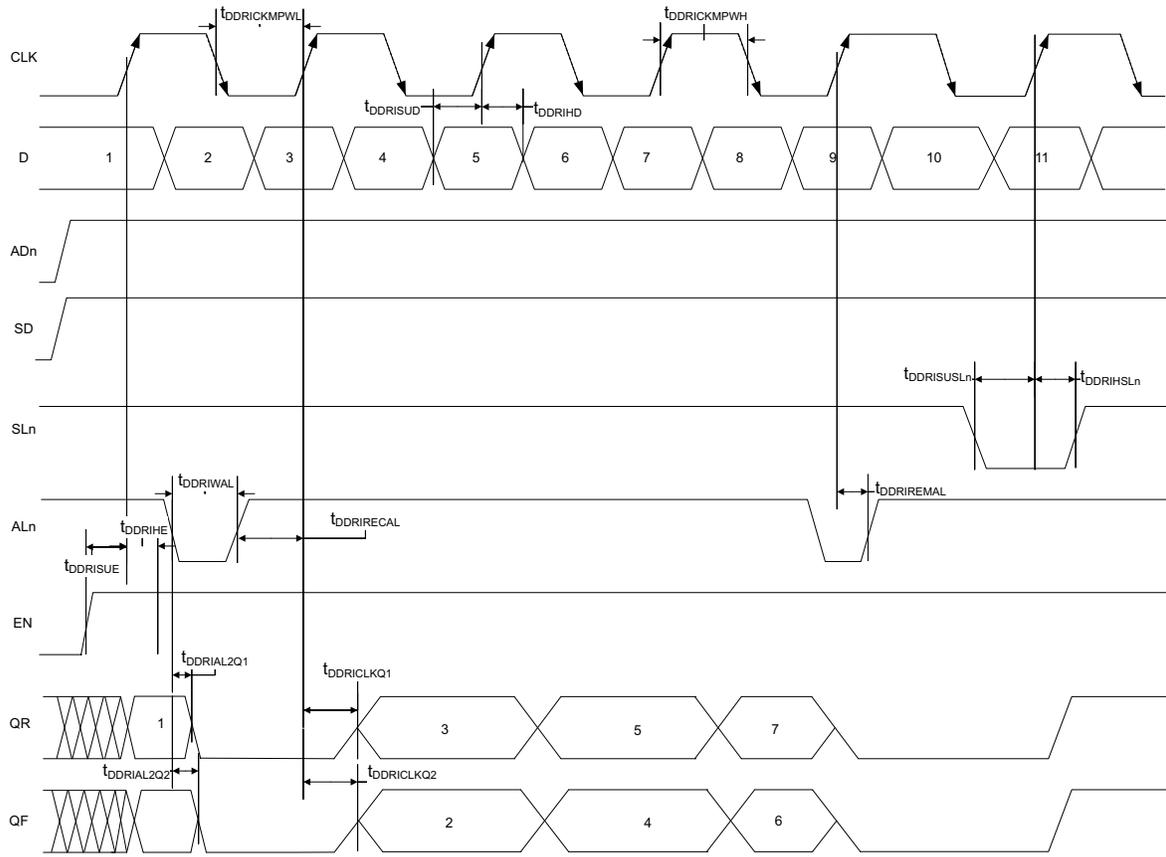 tDDRICKMPWL
tDDRICKMPWH
CLK
tDDRISUD
tDDRIHD
D
1 2 3 4 5 6 7 8 9 10 11
ADn
SD
tDDRISUSLn
tDDRIHSLn
SLn
tDDRIWAL
tDDRIREMAL
tDDRIRECAL
ALn
tDDRIHE
tDDRISUE
EN
tDDRIAL2Q1
tDDRICLKQ1
QR
1 3 5 7
tDDRIAL2Q2
tDDRICLKQ2
QF
2 4 6